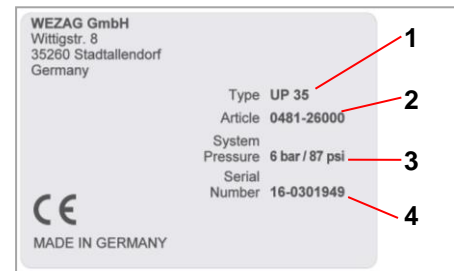 WEZAG GmbH
Wittigstr. 8
35260 Stadtallendorf
Germany
Type UP 35
Article 0481-26000
System
Pressure 6 bar / 87 psi
Serial
Number 16-0301949
CE
MADE IN GERMANY
1
2
3
4